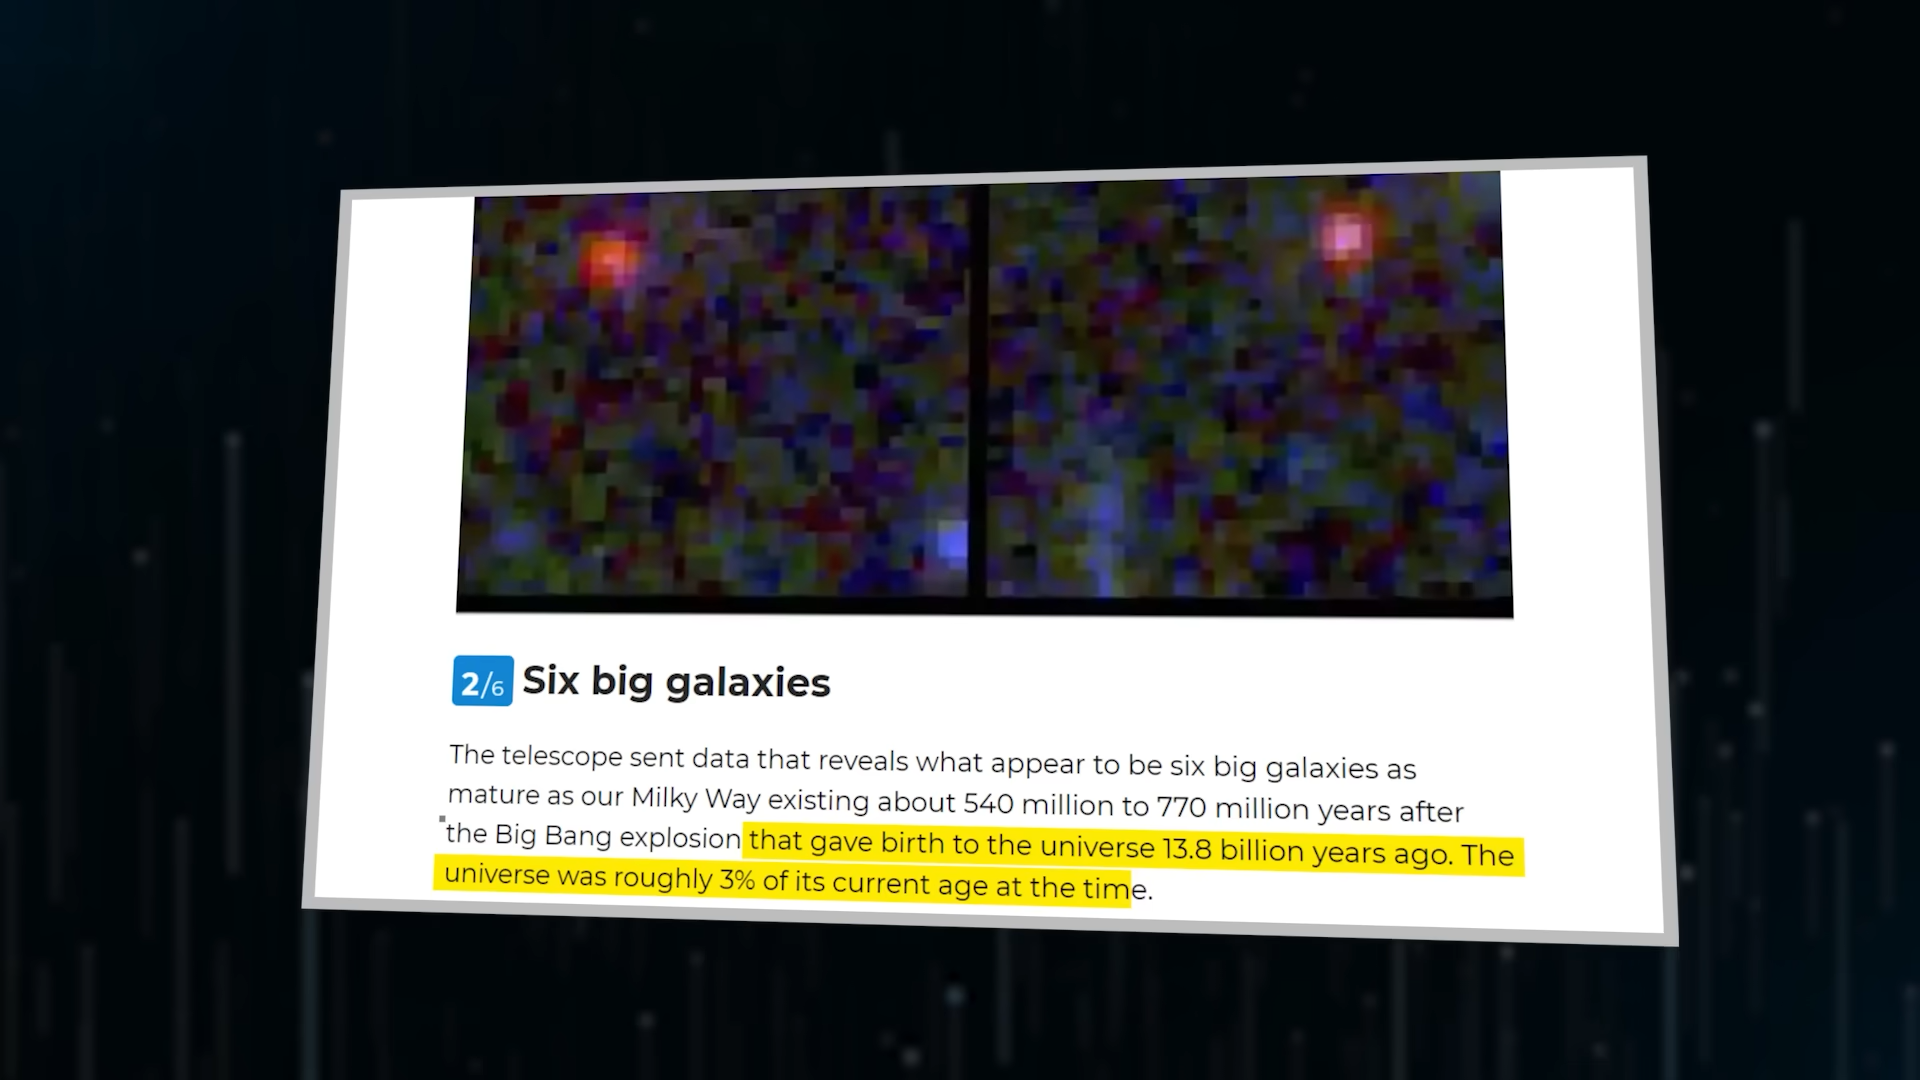 2/6 Six big galaxies
The telescope sent data that reveals what appear to be six big galaxies as
mature as our Milky Way existing about 540 million to 770 million years after
the Big Bang explosion that gave birth to the universe 13.8 billion years ago. The
universe was roughly 3% of its current age at the time.